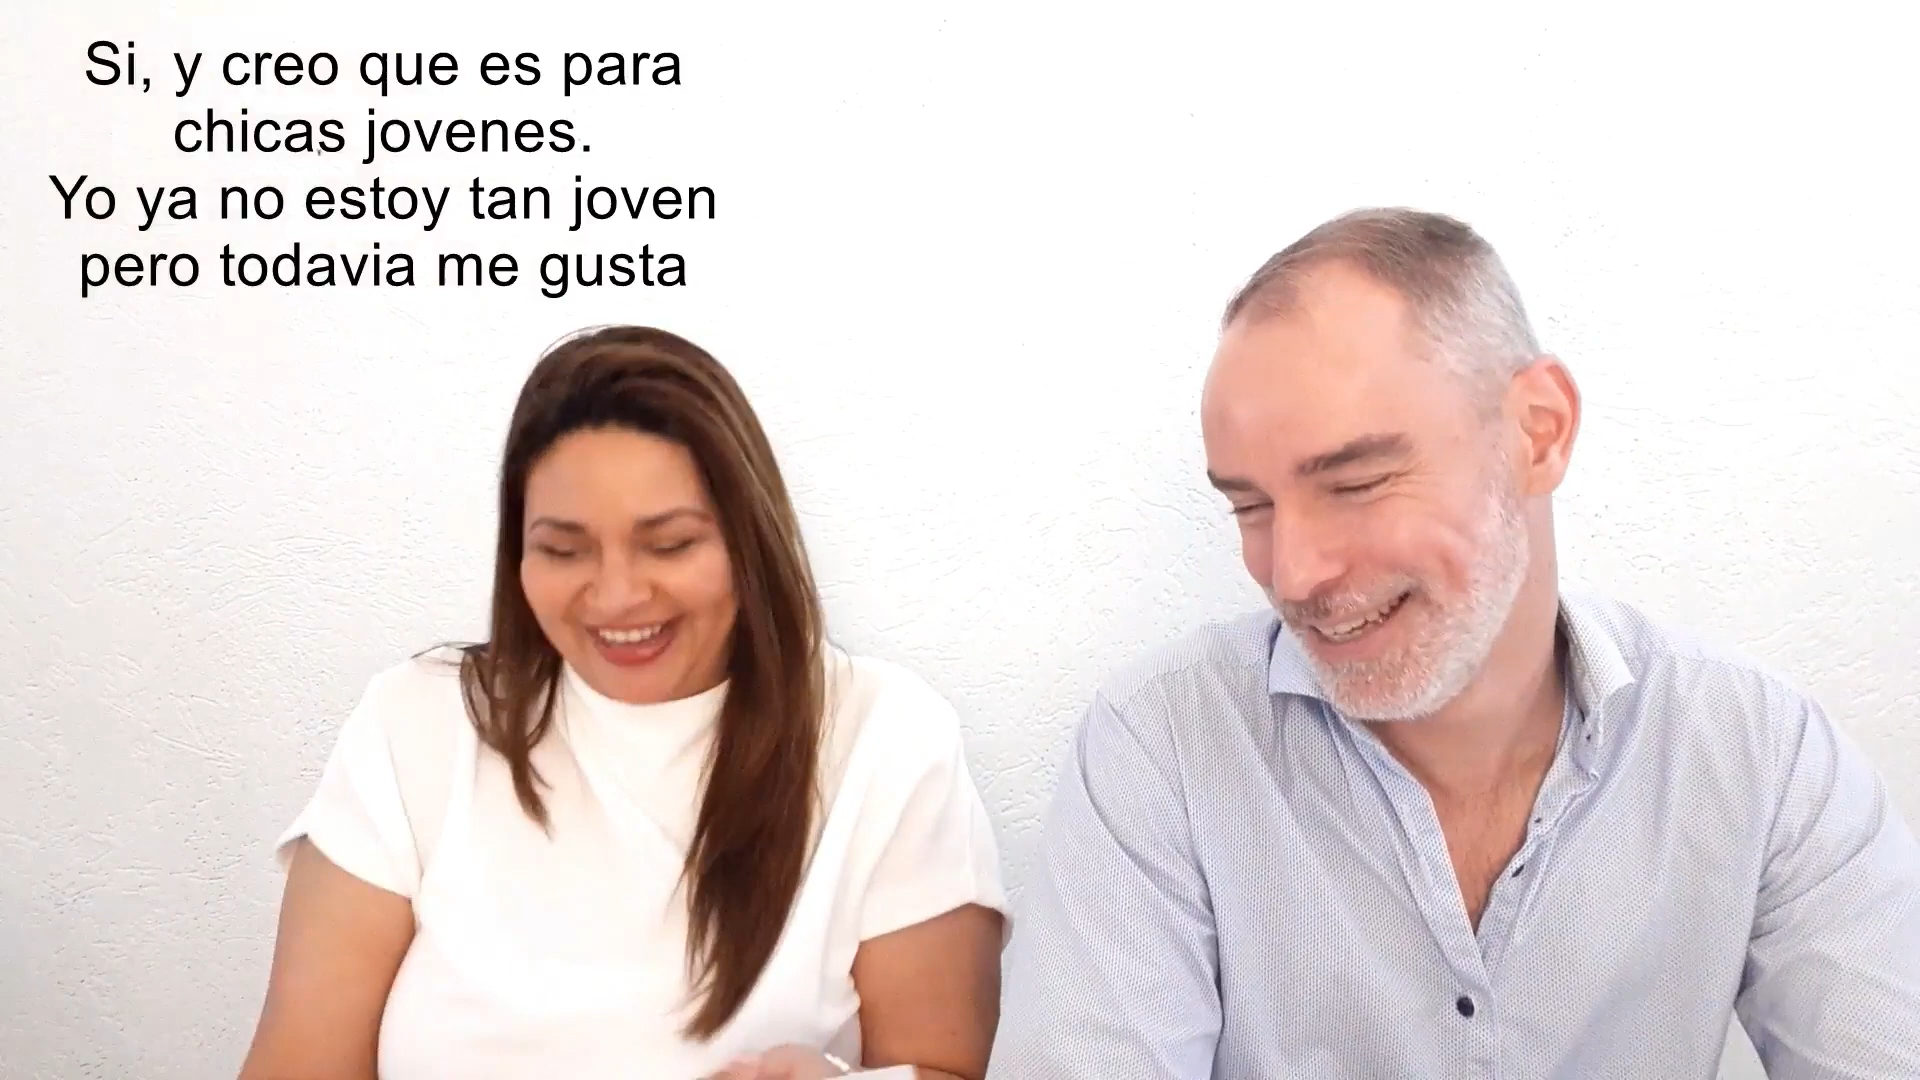 Si, y creo que es para
chicas jovenes.
Yo ya no estoy tan joven
pero todavia me gusta